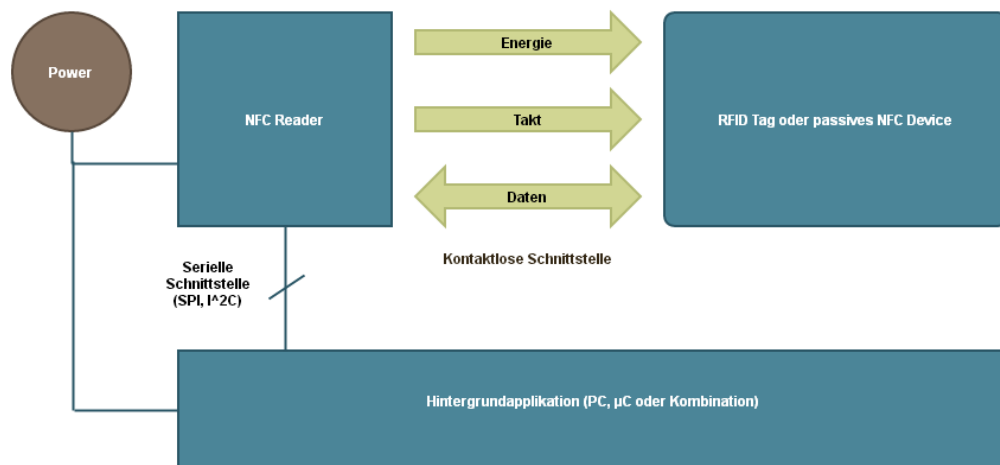 Power
NFC Reader
Energie
Takt
Daten
RFID Tag oder passives NFC Device
Kontaktlose Schnittstelle
Serielle
Schnittstelle
(SPI, I^2C)
Hintergrundapplikation (PC, µC oder Kombination)